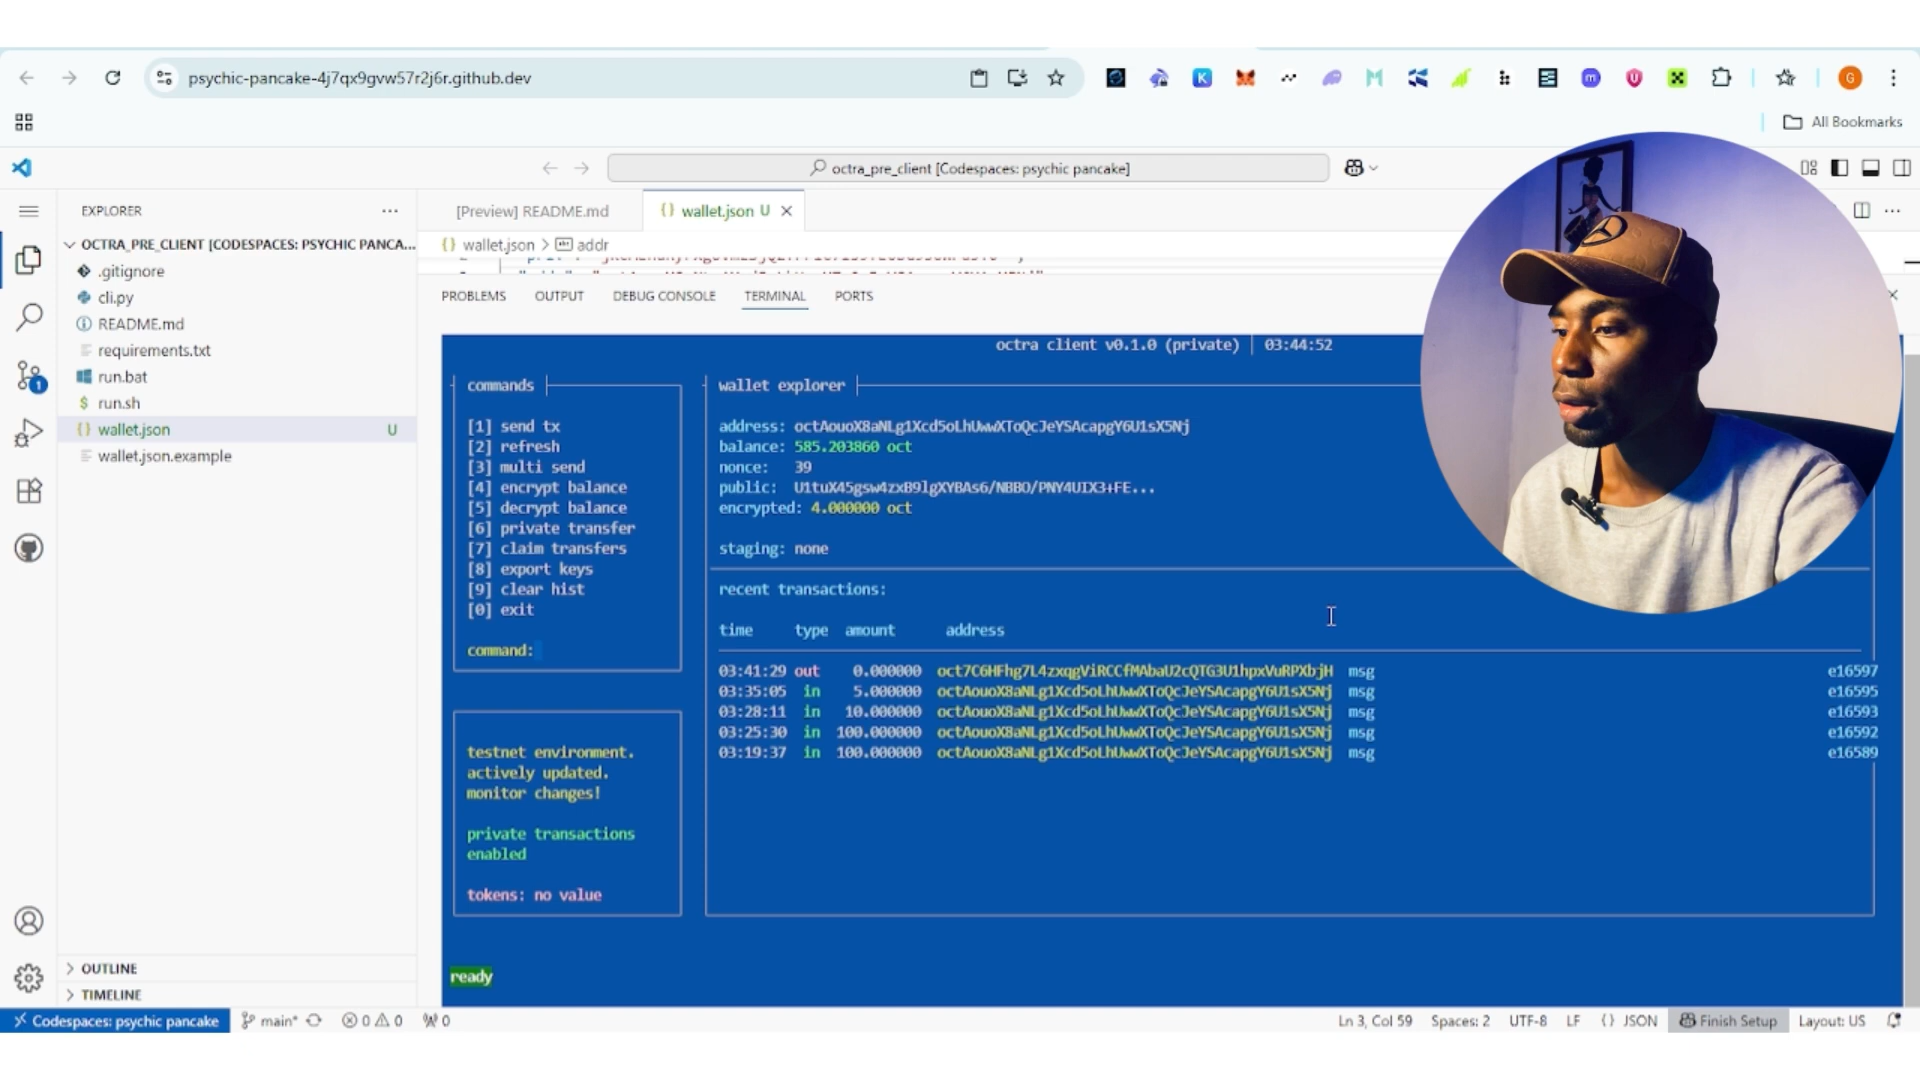 psychic-pancake-4j7qx9gvw57r2j6r.github.dev
All Bookmarks
octra_pre_client [Codespaces: psychic pancake]
EXPLORER
OCTRA_PRE_CLIENT [CODESPACES: PSYCHIC PANCA...
.gitignore
cli.py
README.md
requirements.txt
run.bat
run.sh
wallet.json U
wallet.json.example
OUTLINE
TIMELINE
[Preview] README.md
wallet.json U
wallet.json > addr
PROBLEMS OUTPUT DEBUG CONSOLE TERMINAL PORTS
octra client v0.1.0 (private) | 03:44:52
commands
[1] send tx
[2] refresh
[3] multi send
[4] encrypt balance
[5] decrypt balance
[6] private transfer
[7] claim transfers
[8] export keys
[9] clear hist
[0] exit
command:
testnet environment.
actively updated.
monitor changes!
private transactions
enabled
tokens: no value
wallet explorer
address: octAouoX8aNLg1Xcd5oLhUwwXToQcJeYSAcapgY6U1sX5Nj
balance: 585.203860 oct
nonce: 39
public: U1tuX45gsw4zxB9lgXYBAs6/NBBO/PNY4UIX3+FE...
encrypted: 4.000000 oct
staging: none
recent transactions:
time type amount address
03:41:29 out 0.000000 oct7C6HFhg7L4zxqgViRCCfMAbaU2cQTG3U1hpxVuRPXbjH msg e16597
03:35:05 in 5.000000 octAouoX8aNLg1Xcd5oLhUwwXToQcJeYSAcapgY6U1sX5Nj msg e16595
03:28:11 in 10.000000 octAouoX8aNLg1Xcd5oLhUwwXToQcJeYSAcapgY6U1sX5Nj msg e16593
03:25:30 in 100.000000 octAouoX8aNLg1Xcd5oLhUwwXToQcJeYSAcapgY6U1sX5Nj msg e16592
03:19:37 in 100.000000 octAouoX8aNLg1Xcd5oLhUwwXToQcJeYSAcapgY6U1sX5Nj msg e16589
ready
Codespaces: psychic pancake main* 0 0 0 Ln 3, Col 59 Spaces: 2 UTF-8 LF {} JSON Finish Setup Layout: US